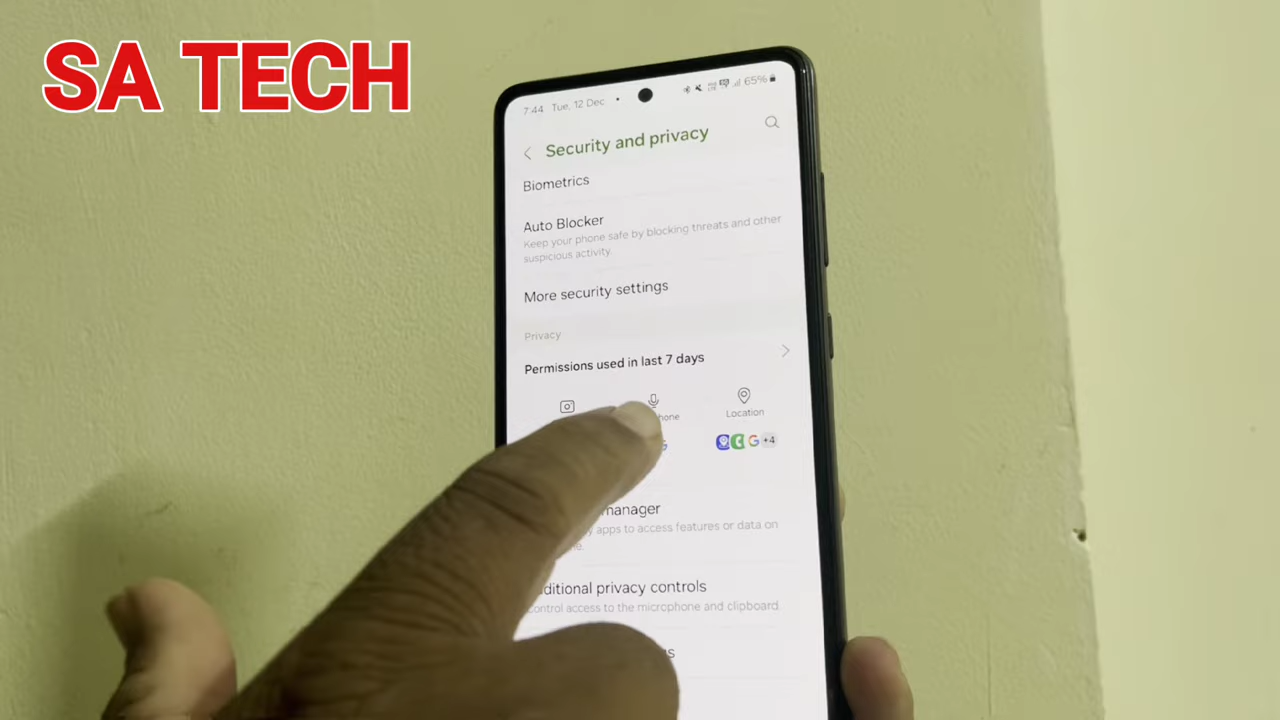 SA TECH
7:44 Tue, 12 Dec
65%
Security and privacy
Biometrics
Auto Blocker
Keep your phone safe by blocking threats and other
suspicious activity.
More security settings
Privacy
Permissions used in last 7 days
hone
Location
G +4
manager
apps to access features or data on
ditional privacy controls
Control access to the microphone and clipboard.